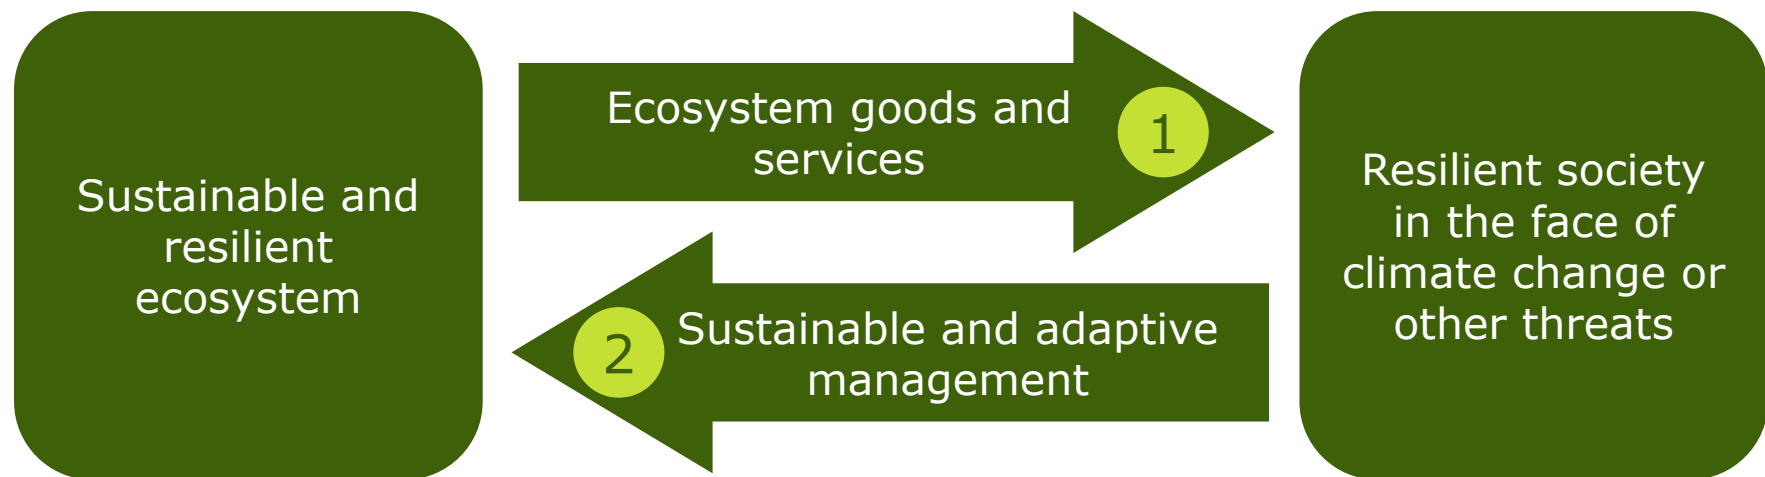 Sustainable and
resilient
ecosystem
Ecosystem goods and
services
1
2
Sustainable and adaptive
management
Resilient society
in the face of
climate change or
other threats